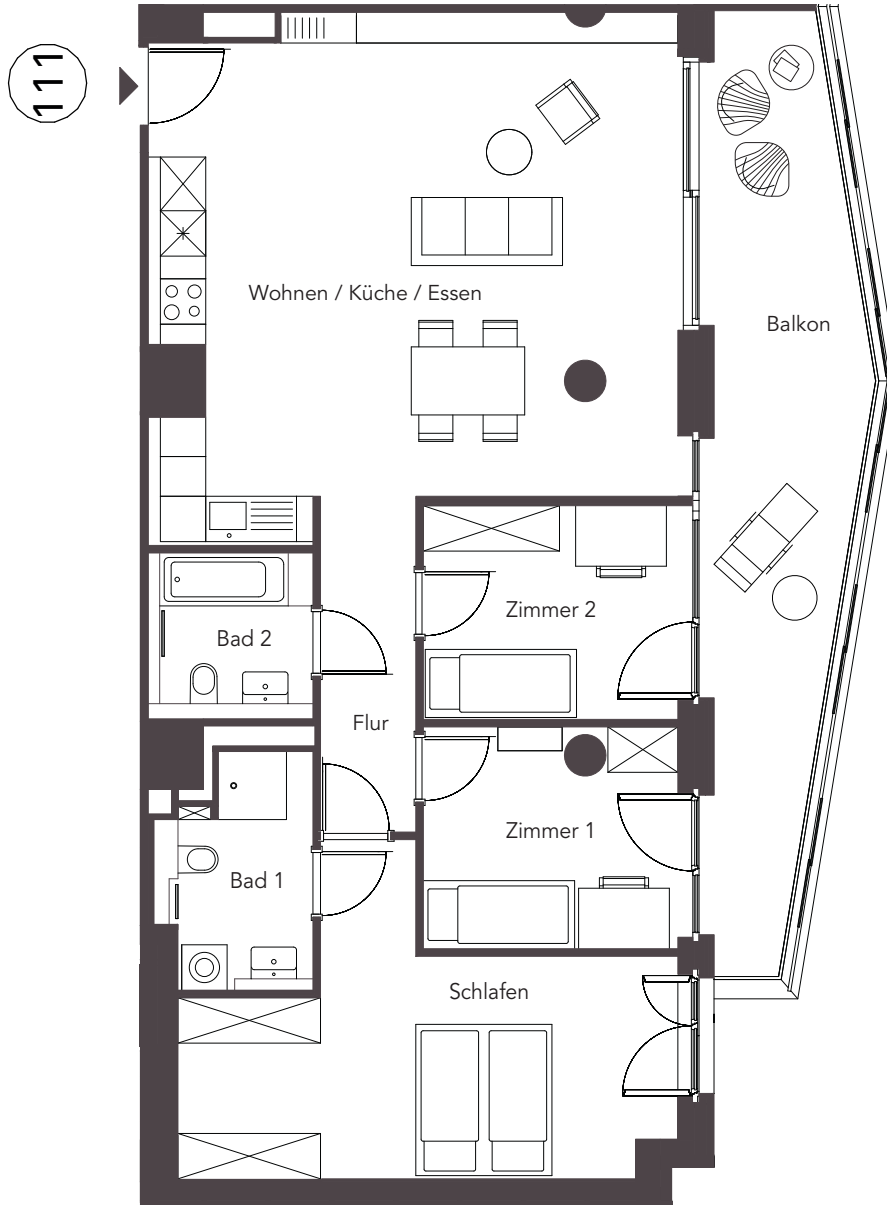 111
Wohnen / Küche / Essen
Balkon
Zimmer 2
Bad 2
Flur
Zimmer 1
Bad 1
Schlafen